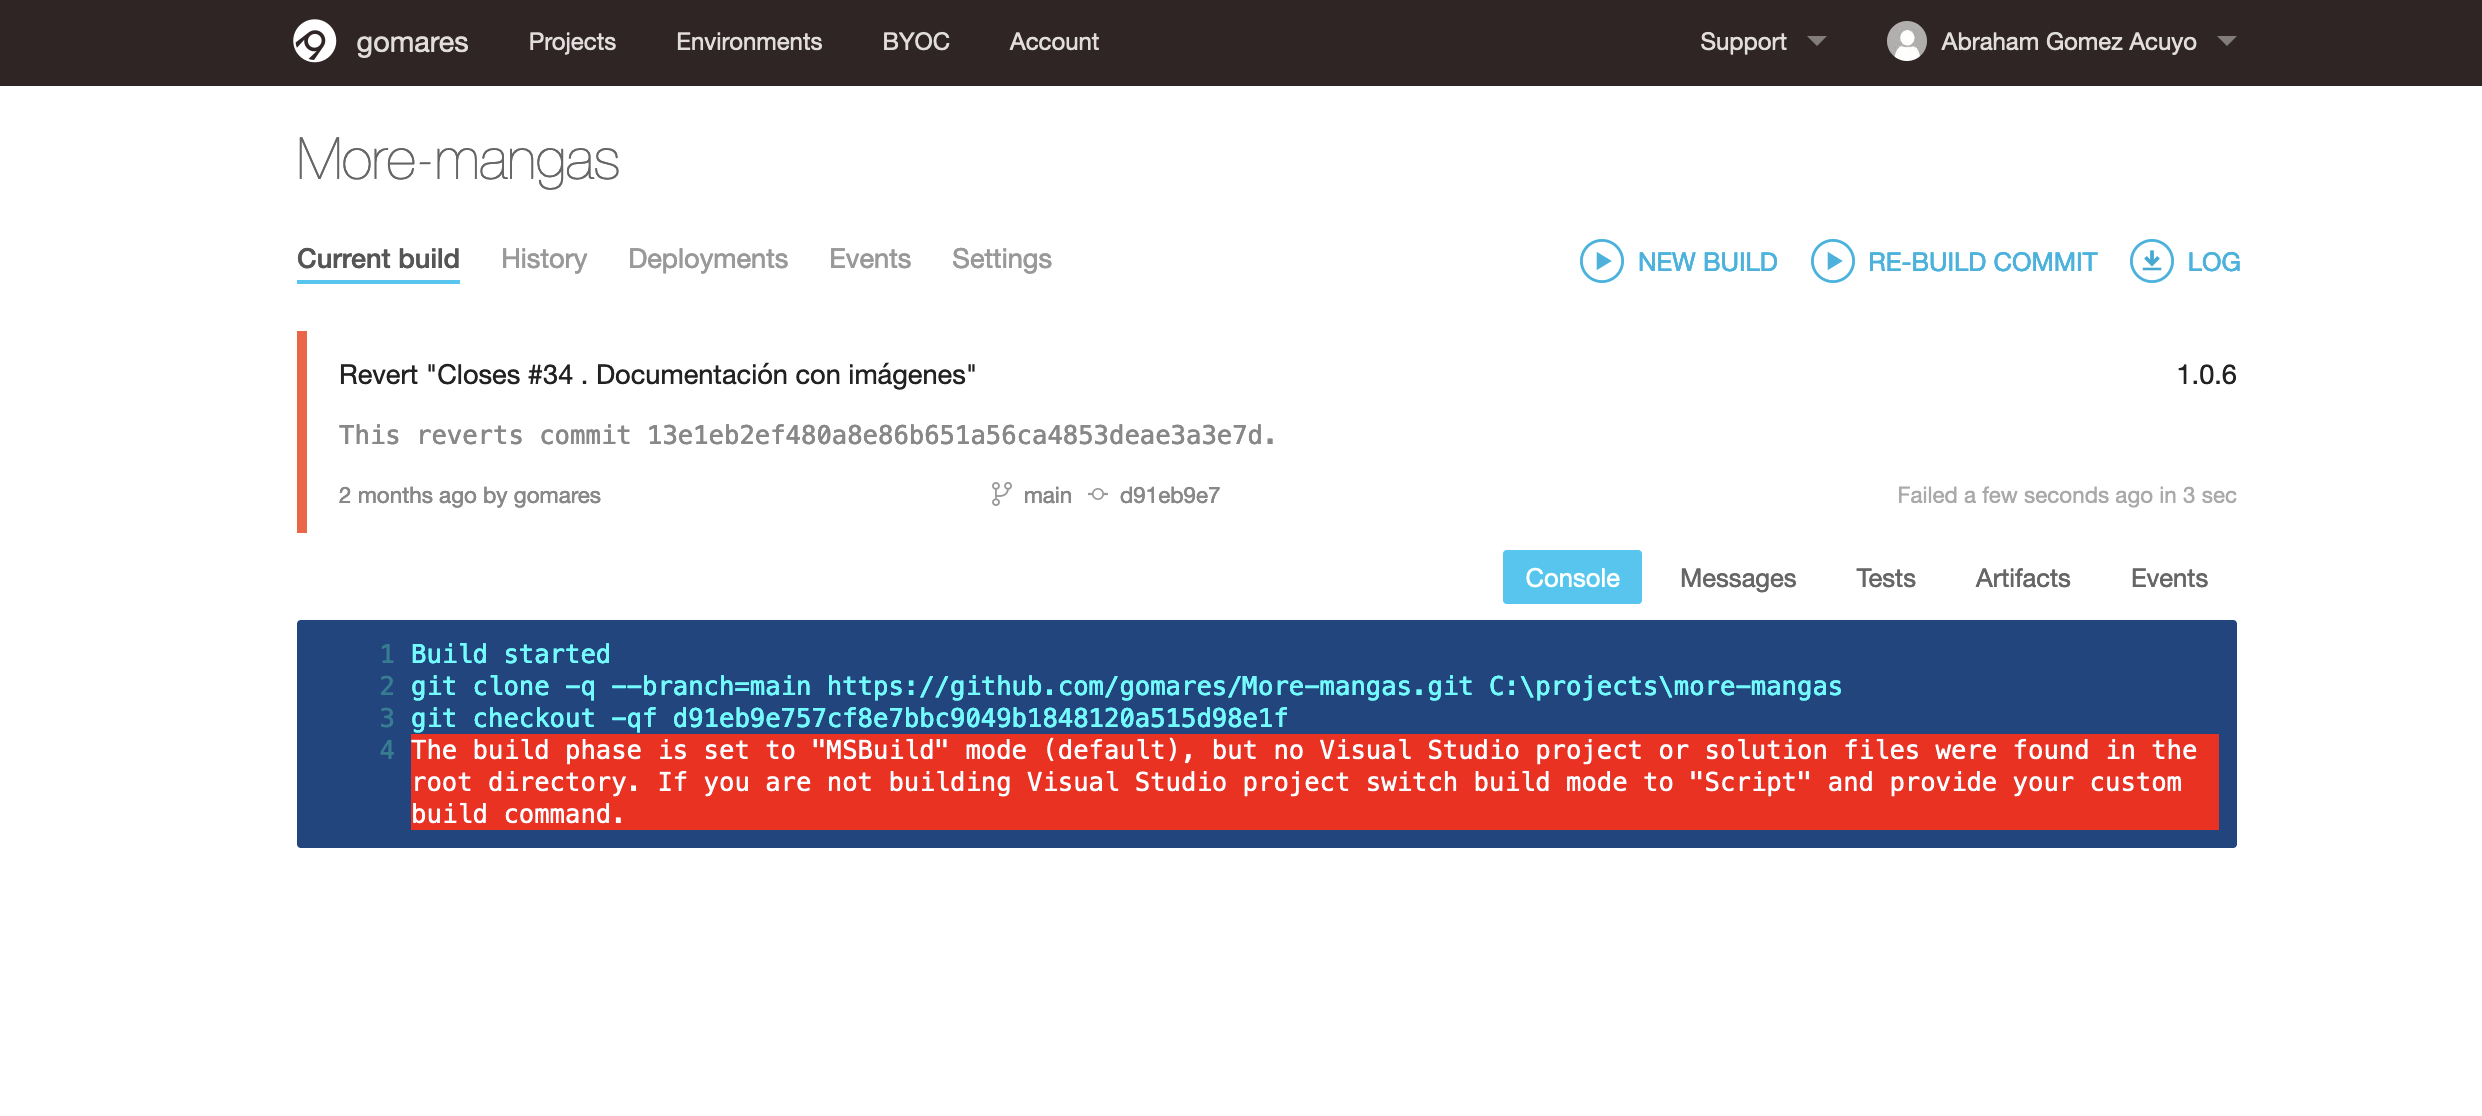 gomares Projects Environments BYOC Account Support Abraham Gomez Acuyo
More-mangas
Current build History Deployments Events Settings NEW BUILD RE-BUILD COMMIT LOG
Revert "Closes #34 . Documentación con imágenes" 1.0.6
This reverts commit 13e1eb2ef480a8e86b651a56ca4853deae3a3e7d.
2 months ago by gomares main d91eb9e7 Failed a few seconds ago in 3 sec
Console Messages Tests Artifacts Events
1 Build started
2 git clone -q --branch=main https://github.com/gomares/More-mangas.git C:\projects\more-mangas
3 git checkout -qf d91eb9e757cf8e7bbc9049b1848120a515d98e1f
4 The build phase is set to "MSBuild" mode (default), but no Visual Studio project or solution files were found in the
root directory. If you are not building Visual Studio project switch build mode to "Script" and provide your custom
build command.